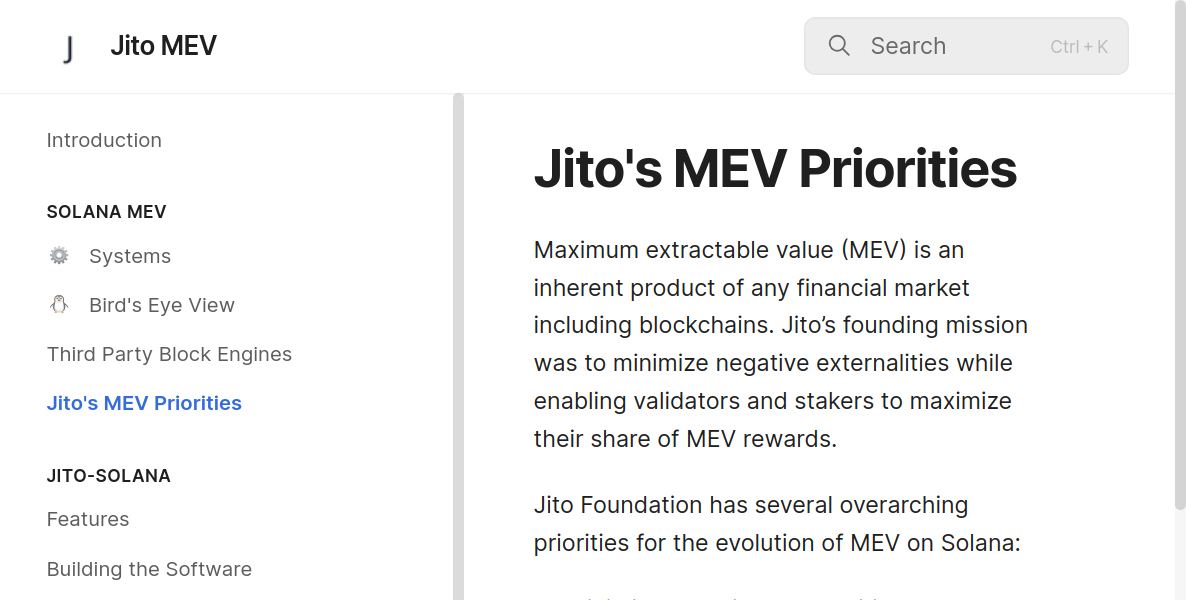 Jito MEV
Search
Ctrl + K
Introduction
SOLANA MEV
Systems
Bird's Eye View
Third Party Block Engines
Jito's MEV Priorities
JITO-SOLANA
Features
Building the Software
Jito's MEV Priorities
Maximum extractable value (MEV) is an
inherent product of any financial market
including blockchains. Jito’s founding mission
was to minimize negative externalities while
enabling validators and stakers to maximize
their share of MEV rewards.
Jito Foundation has several overarching
priorities for the evolution of MEV on Solana: